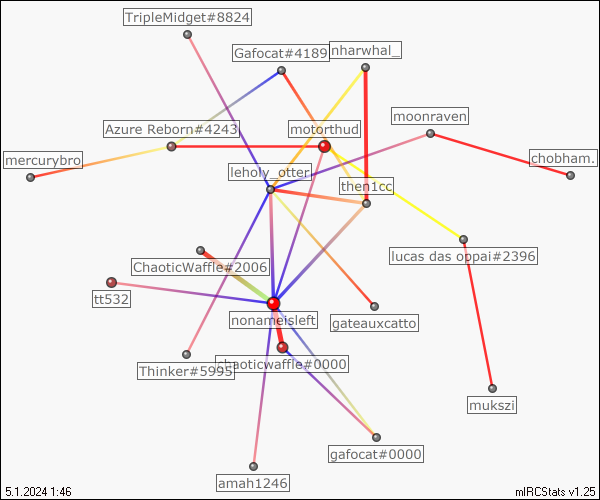 TripleMidget#8824
Gafocat#4189
nharwhal_
moonraven
Azure Reborn#4243
motorthud
mercurybro
chobham.
leholy_otter
then1cc
lucas das oppai#2396
ChaoticWaffle#2006
tt532
nonameisleft
gateauxcatto
Thinker#5995
chaoticwaffle#0000
mukszi
gafocat#0000
amah1246
5.1.2024 1:46
mIRCStats v1.25